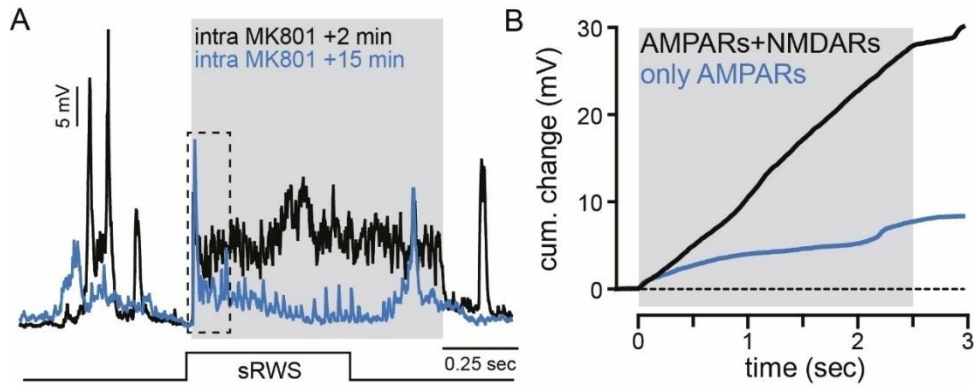 A
intra MK801 +2 min
intra MK801 +15 min
5 mV
0.25 sec
sRWS
B
AMPARs+NMDARs
only AMPARs
cum. change (mV)
30
20
10
0
0
1
2
3
time (sec)